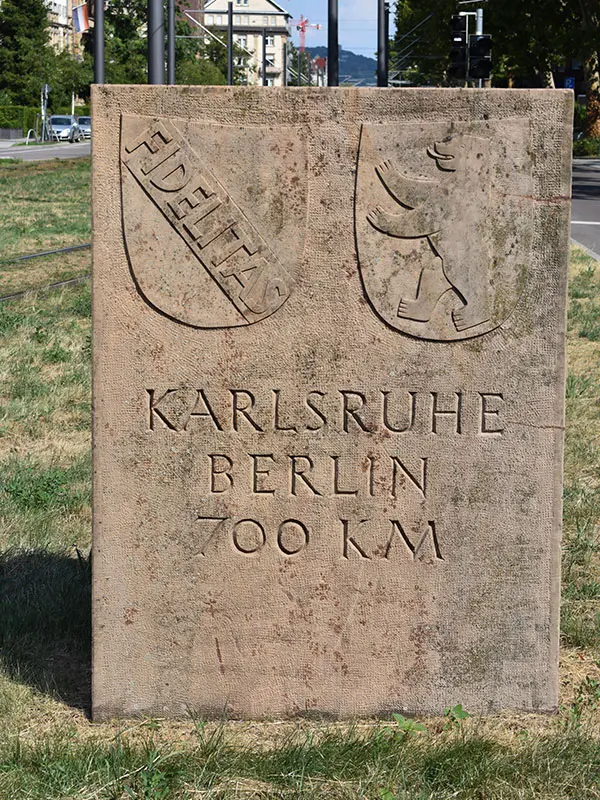 FIDELITAS
KARLSRUHE
BERLIN
700 KM